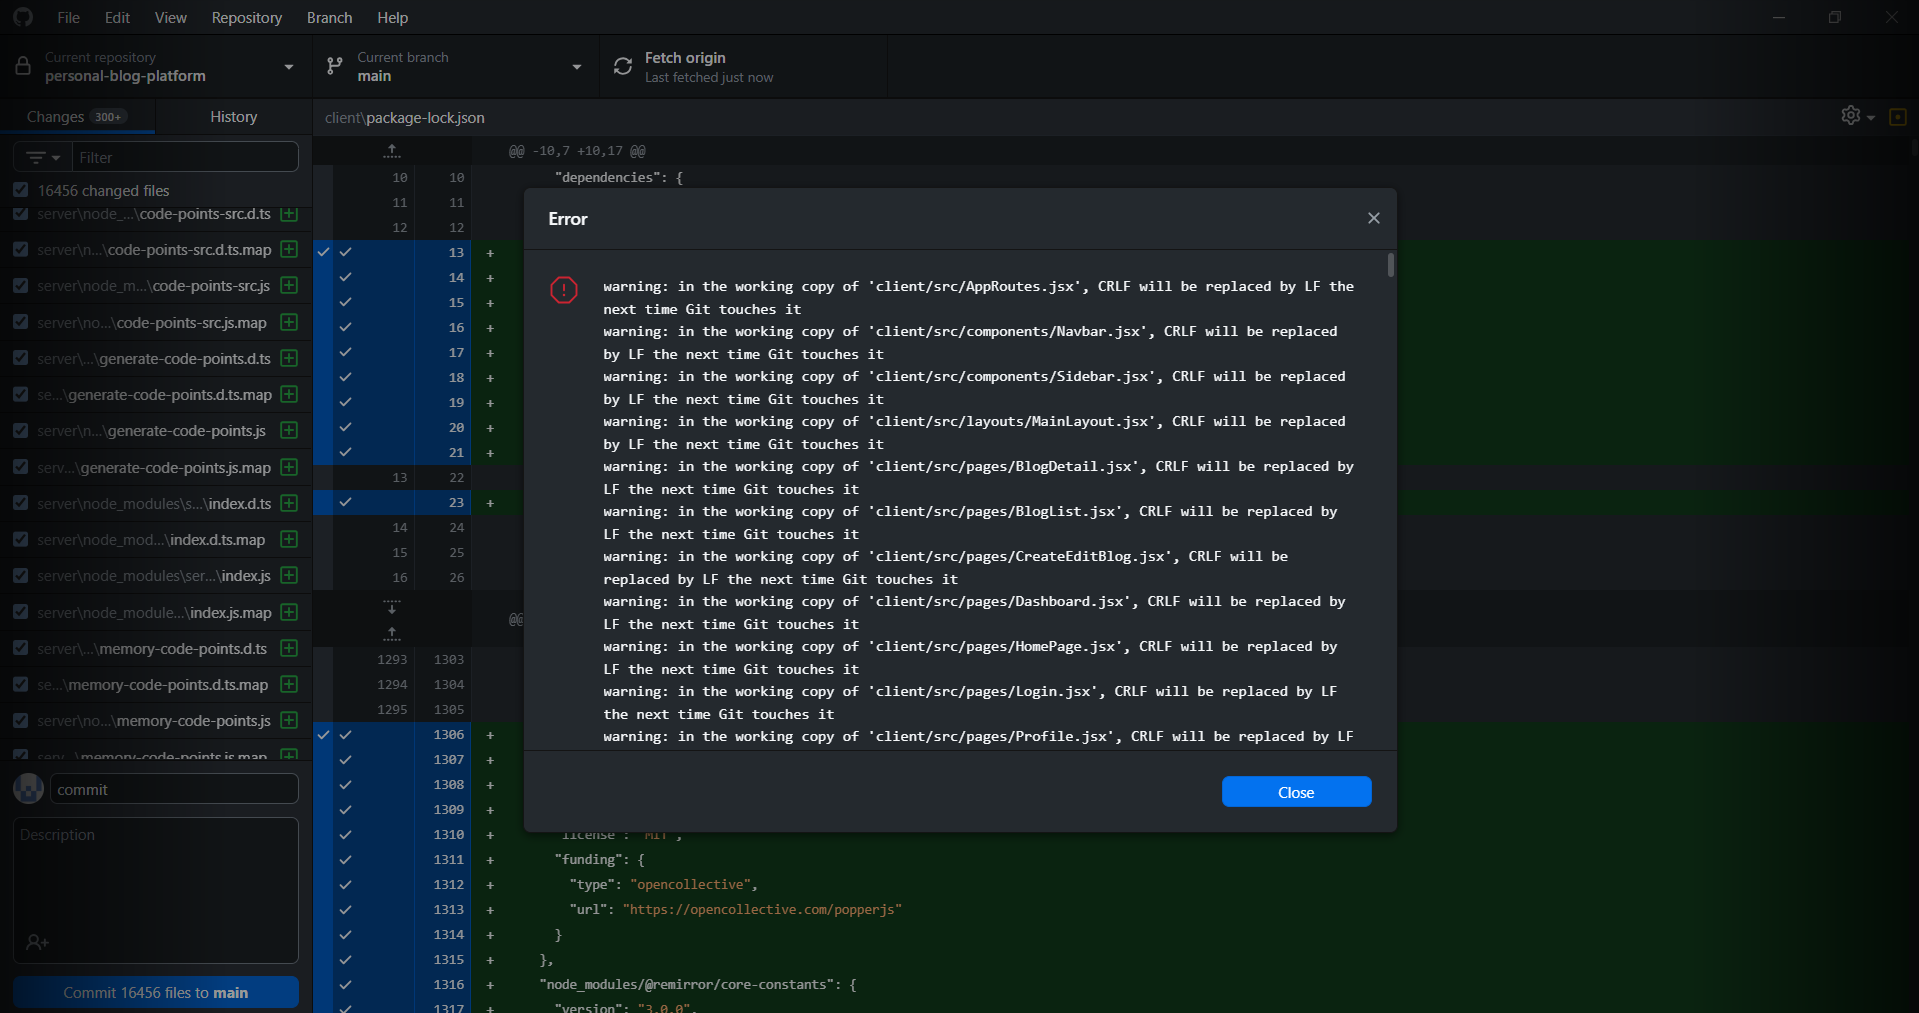 File Edit View Repository Branch Help
Current repository
personal-blog-platform
Current branch
main
Fetch origin
Last fetched just now
Changes 300+
History
Filter
16456 changed files
server\node_...\code-points-src.d.ts
server\n...\code-points-src.d.ts.map
server\node_m...\code-points-src.js
server\no...\code-points-src.js.map
server\...\generate-code-points.d.ts
se...\generate-code-points.d.ts.map
server\n...\generate-code-points.js
serv...\generate-code-points.js.map
server\node_modules\s...\index.d.ts
server\node_mod...\index.d.ts.map
server\node_modules\ser...\index.js
server\node_module...\index.js.map
server\...\memory-code-points.d.ts
se...\memory-code-points.d.ts.map
server\no...\memory-code-points.js
serv...\memory-code-points.js.map
commit
Description
Commit 16456 files to main
client\package-lock.json
@@ -10,7 +10,17 @@
10 10 "dependencies": {
11 11
12 12
13 +
14 +
15 +
16 +
17 +
18 +
19 +
20 +
21 +
13 22
23 +
14 24
15 25
16 26
@@
1293 1303
1294 1304
1295 1305
1306 +
1307 +
1308 +
1309 +
1310 + "license": "MIT",
1311 + "funding": {
1312 + "type": "opencollective",
1313 + "url": "https://opencollective.com/popperjs"
1314 + }
1315 + },
1316 + "node_modules/@remirror/core-constants": {
1317 + "version": "3.0.0",
Error
warning: in the working copy of 'client/src/AppRoutes.jsx', CRLF will be replaced by LF the
next time Git touches it
warning: in the working copy of 'client/src/components/Navbar.jsx', CRLF will be replaced
by LF the next time Git touches it
warning: in the working copy of 'client/src/components/Sidebar.jsx', CRLF will be replaced
by LF the next time Git touches it
warning: in the working copy of 'client/src/layouts/MainLayout.jsx', CRLF will be replaced
by LF the next time Git touches it
warning: in the working copy of 'client/src/pages/BlogDetail.jsx', CRLF will be replaced by
LF the next time Git touches it
warning: in the working copy of 'client/src/pages/BlogList.jsx', CRLF will be replaced by
LF the next time Git touches it
warning: in the working copy of 'client/src/pages/CreateEditBlog.jsx', CRLF will be
replaced by LF the next time Git touches it
warning: in the working copy of 'client/src/pages/Dashboard.jsx', CRLF will be replaced by
LF the next time Git touches it
warning: in the working copy of 'client/src/pages/HomePage.jsx', CRLF will be replaced by
LF the next time Git touches it
warning: in the working copy of 'client/src/pages/Login.jsx', CRLF will be replaced by LF
the next time Git touches it
warning: in the working copy of 'client/src/pages/Profile.jsx', CRLF will be replaced by LF
Close